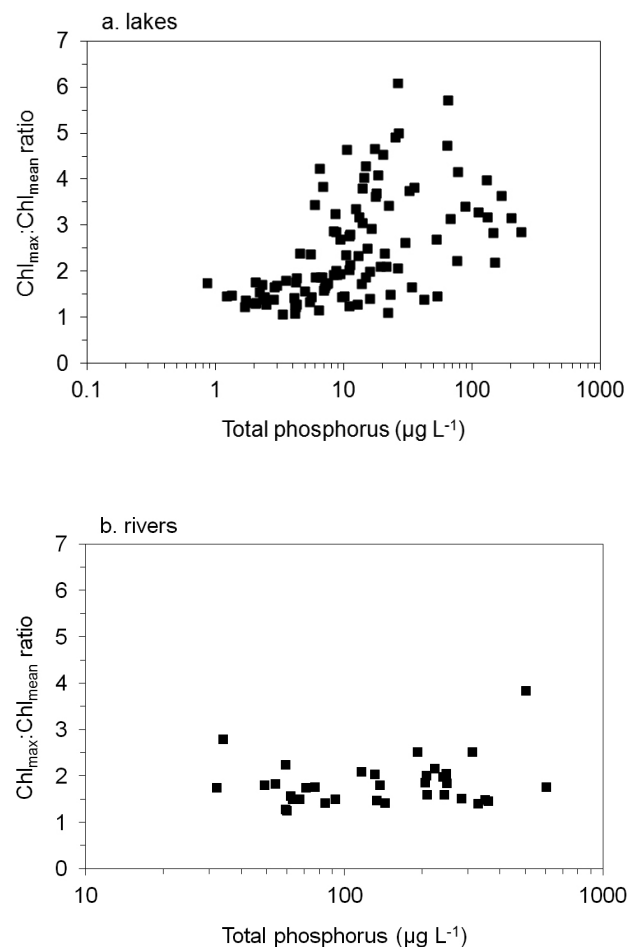 a. lakes
7
6
5
4
3
2
1
0
Chlmax:Chlmean ratio
0.1 1 10 100 1000
Total phosphorus (µg L-1)
b. rivers
7
6
5
4
3
2
1
0
Chlmax:Chlmean ratio
10 100 1000
Total phosphorus (µg L-1)